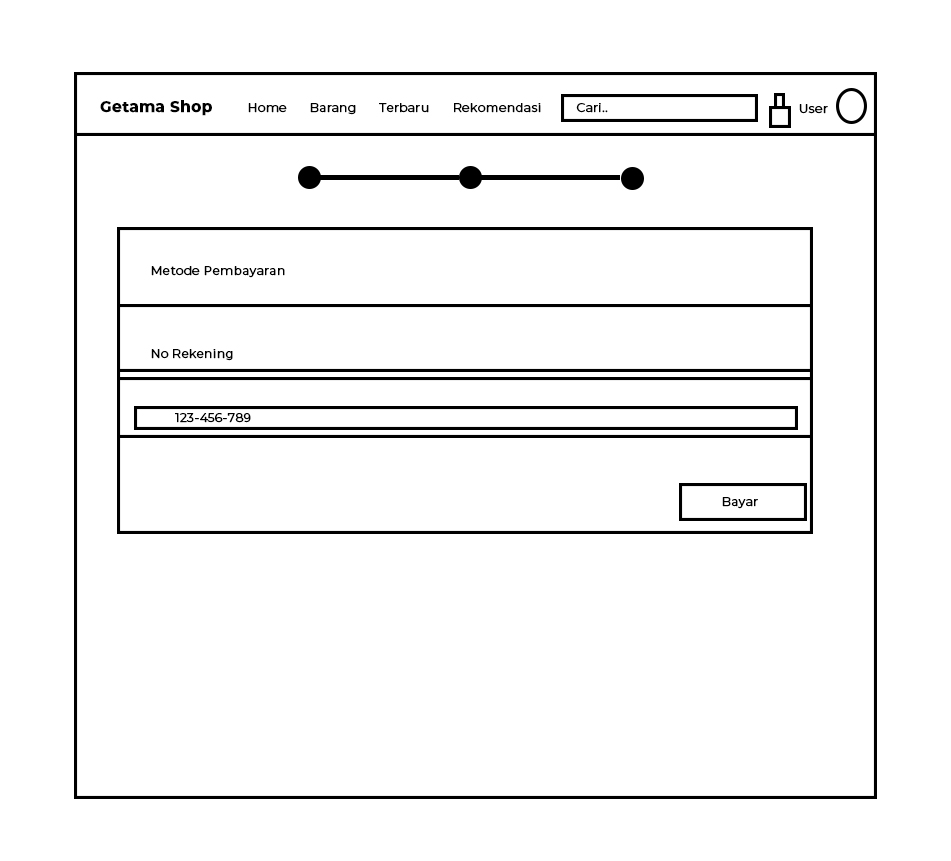 Getama Shop Home Barang Terbaru Rekomendasi Cari.. User
Metode Pembayaran
No Rekening
123-456-789
Bayar